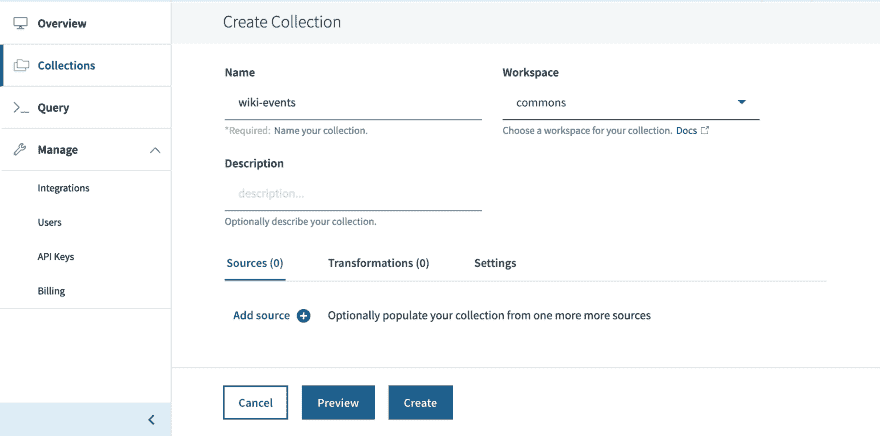 Overview
Collections
Query
Manage
Integrations
Users
API Keys
Billing
Create Collection
Name
Workspace
wiki-events
commons
*Required: Name your collection.
Choose a workspace for your collection. Docs
Description
description...
Optionally describe your collection.
Sources (0)
Transformations (0)
Settings
Add source
Optionally populate your collection from one more more sources
Cancel
Preview
Create